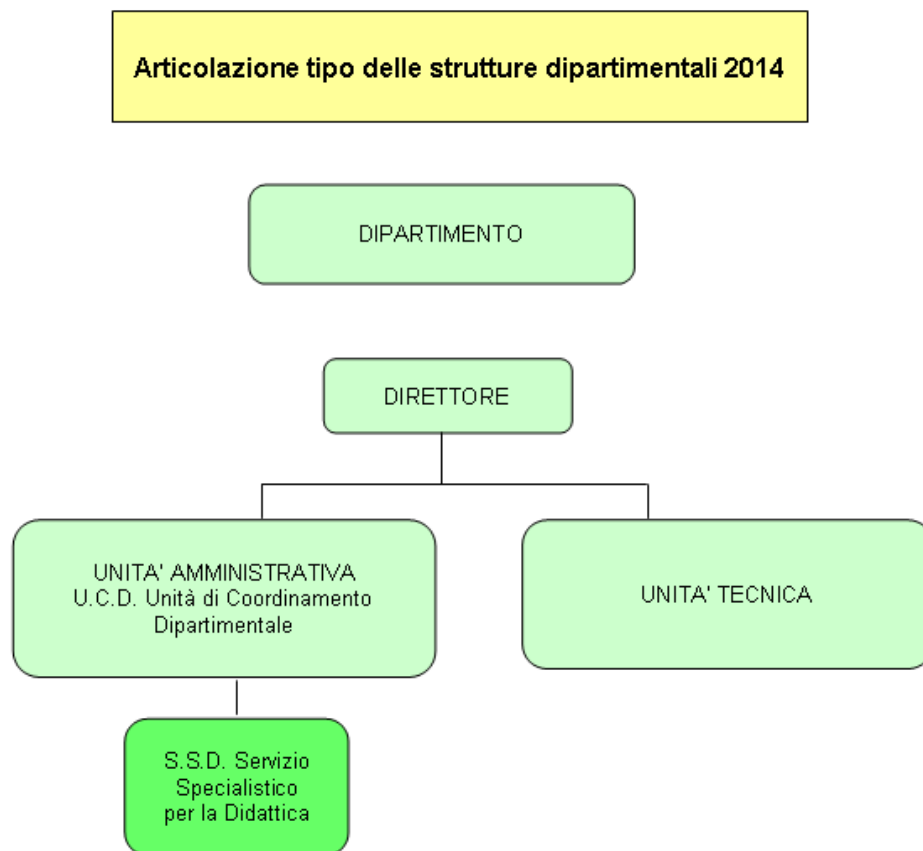 Articolazione tipo delle strutture dipartimentali 2014
DIPARTIMENTO
DIRETTORE
UNITA' AMMINISTRATIVA
U.C.D. Unità di Coordinamento
Dipartimentale
UNITA' TECNICA
S.S.D. Servizio
Specialistico
per la Didattica